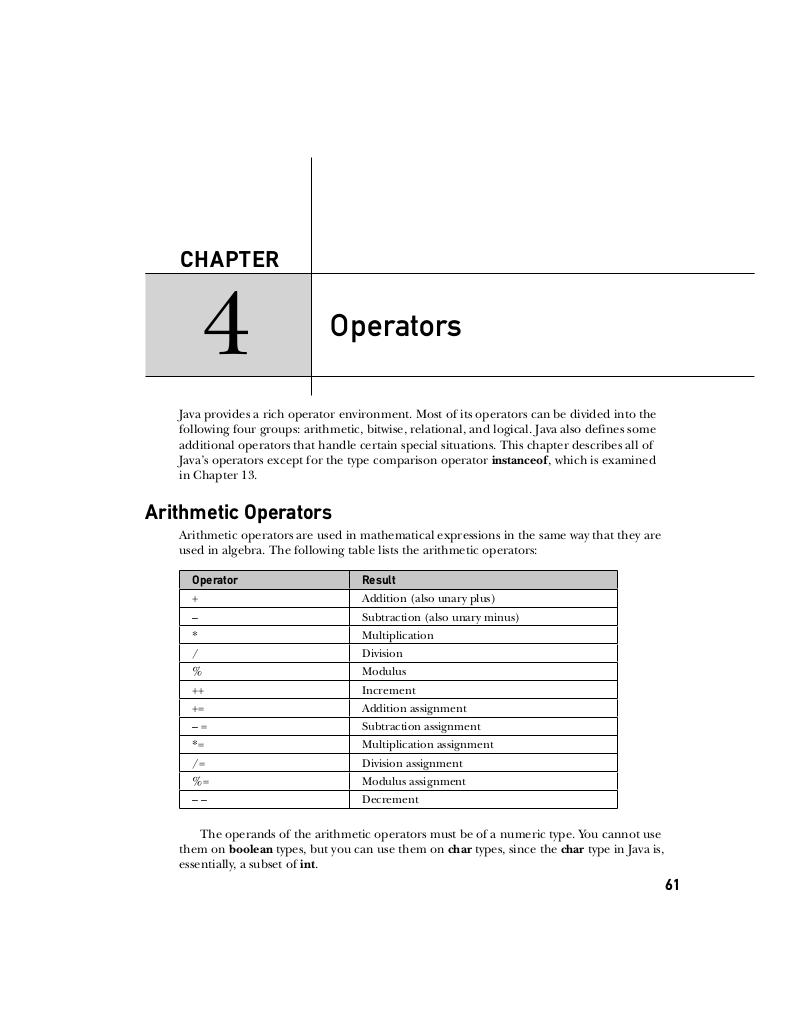 CHAPTER
4
Operators
Java provides a rich operator environment. Most of its operators can be divided into the
following four groups: arithmetic, bitwise, relational, and logical. Java also defines some
additional operators that handle certain special situations. This chapter describes all of
Java’s operators except for the type comparison operator instanceof, which is examined
in Chapter 13.
Arithmetic Operators
Arithmetic operators are used in mathematical expressions in the same way that they are
used in algebra. The following table lists the arithmetic operators:
Operator Result
+ Addition (also unary plus)
– Subtraction (also unary minus)
* Multiplication
/ Division
% Modulus
++ Increment
+= Addition assignment
– = Subtraction assignment
*= Multiplication assignment
/= Division assignment
%= Modulus assignment
– – Decrement
The operands of the arithmetic operators must be of a numeric type. You cannot use
them on boolean types, but you can use them on char types, since the char type in Java is,
essentially, a subset of int.
61